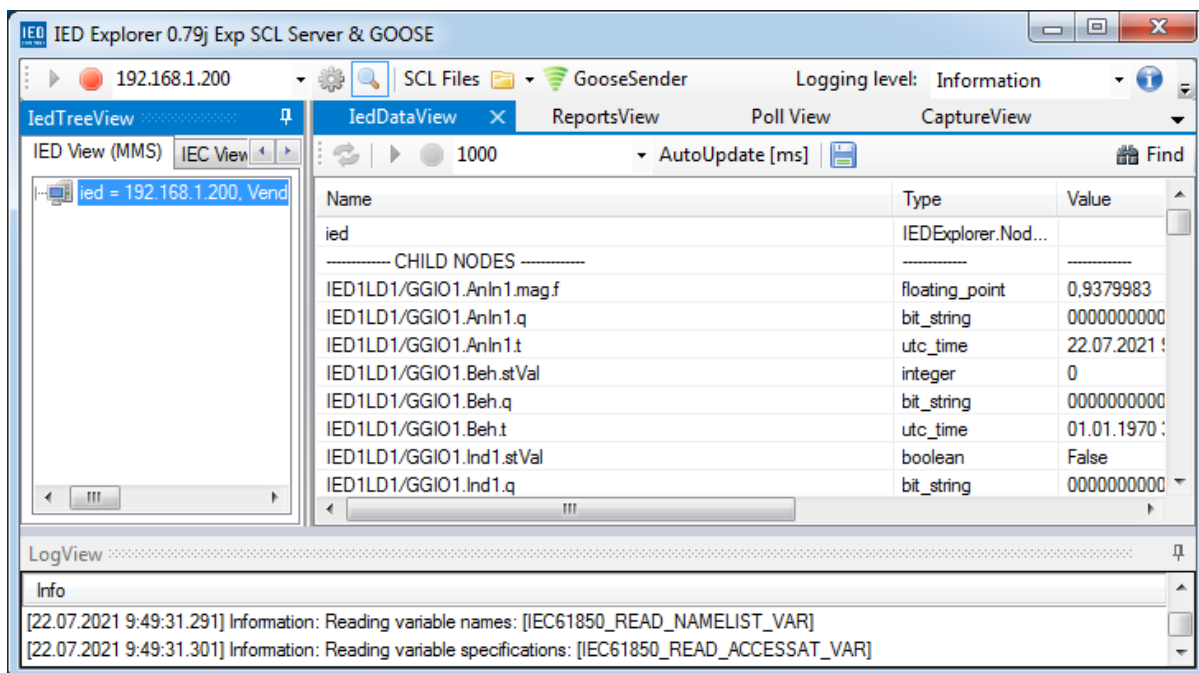 IED Explorer 0.79j Exp SCL Server & GOOSE
192.168.1.200 SCL Files GooseSender Logging level: Information
IedTreeView
IED View (MMS) IEC View
ied = 192.168.1.200, Vend
IedDataView ReportsView Poll View CaptureView
1000 AutoUpdate [ms] Find
Name Type Value
ied IEDExplorer.Nod...
------------- CHILD NODES ------------- ------------- -------------
IED1LD1/GGIO1.AnIn1.mag.f floating_point 0,9379983
IED1LD1/GGIO1.AnIn1.q bit_string 0000000000
IED1LD1/GGIO1.AnIn1.t utc_time 22.07.2021
IED1LD1/GGIO1.Beh.stVal integer 0
IED1LD1/GGIO1.Beh.q bit_string 0000000000
IED1LD1/GGIO1.Beh.t utc_time 01.01.1970
IED1LD1/GGIO1.Ind1.stVal boolean False
IED1LD1/GGIO1.Ind1.q bit_string 0000000000
LogView
Info
[22.07.2021 9:49:31.291] Information: Reading variable names: [IEC61850_READ_NAMELIST_VAR]
[22.07.2021 9:49:31.301] Information: Reading variable specifications: [IEC61850_READ_ACCESSAT_VAR]